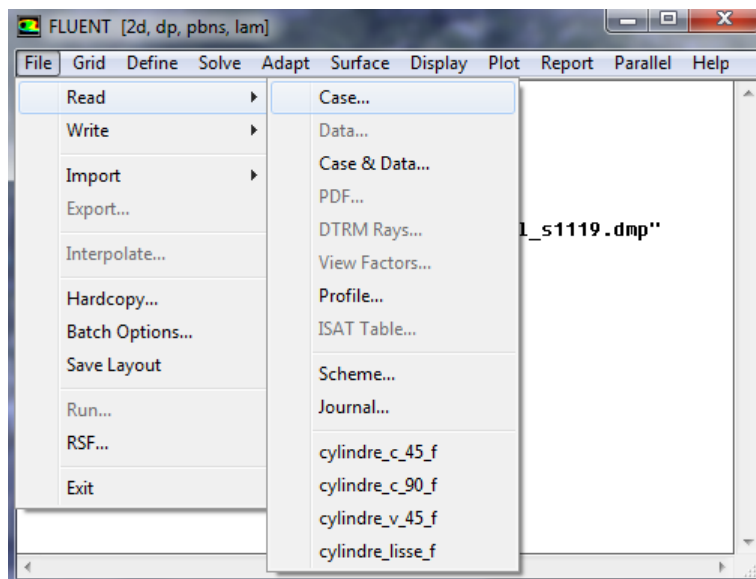 FLUENT [2d, dp, pbns, lam]
File Grid Define Solve Adapt Surface Display Plot Report Parallel Help
Read
Write
Import
Export...
Interpolate...
Hardcopy...
Batch Options...
Save Layout
Run...
RSF...
Exit
Case...
Data...
Case & Data...
PDF...
DTRM Rays...
View Factors...
Profile...
ISAT Table...
Scheme...
Journal...
cylindre_c_45_f
cylindre_c_90_f
cylindre_v_45_f
cylindre_lisse_f
l_s1119.dmp"